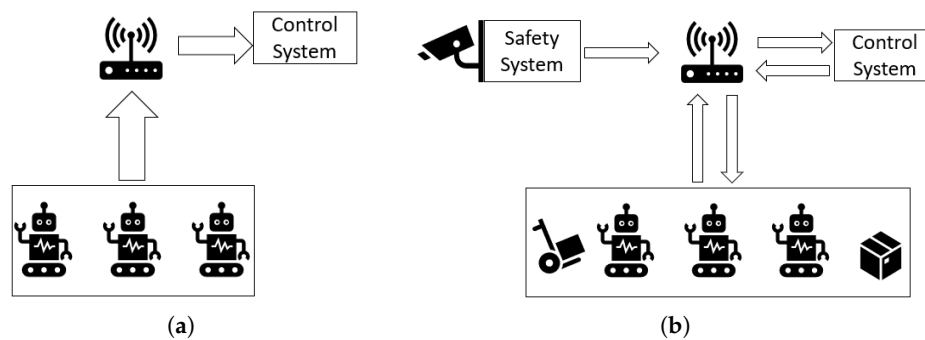 Control
System
Safety
System
Control
System
(a)
(b)